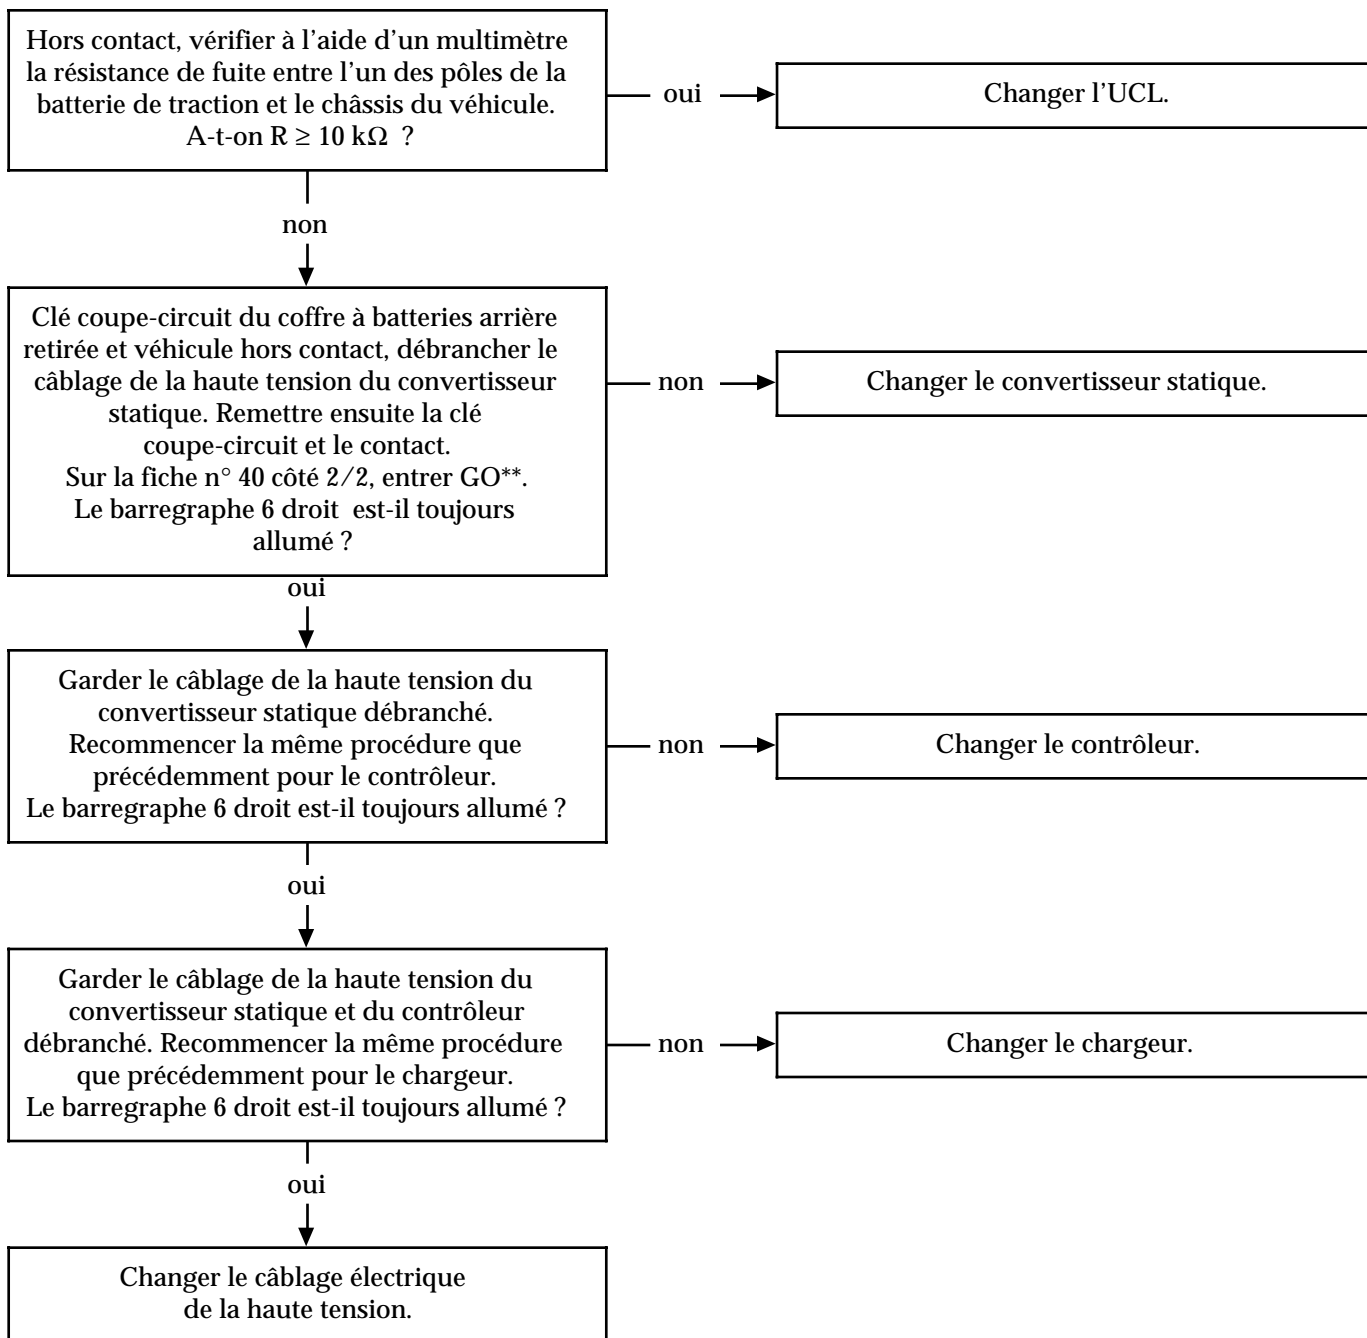 Hors contact, vérifier à l'aide d'un multimètre
la résistance de fuite entre l'un des pôles de la
batterie de traction et le châssis du véhicule.
A-t-on R ≥ 10 kΩ ?
oui
Changer l'UCL.
non
Clé coupe-circuit du coffre à batteries arrière
retirée et véhicule hors contact, débrancher le
câblage de la haute tension du convertisseur
statique. Remettre ensuite la clé
coupe-circuit et le contact.
Sur la fiche n° 40 côté 2/2, entrer GO**.
Le barregraphe 6 droit est-il toujours
allumé ?
non
Changer le convertisseur statique.
oui
Garder le câblage de la haute tension du
convertisseur statique débranché.
Recommencer la même procédure que
précédemment pour le contrôleur.
Le barregraphe 6 droit est-il toujours allumé ?
non
Changer le contrôleur.
oui
Garder le câblage de la haute tension du
convertisseur statique et du contrôleur
débranché. Recommencer la même procédure
que précédemment pour le chargeur.
Le barregraphe 6 droit est-il toujours allumé ?
non
Changer le chargeur.
oui
Changer le câblage électrique
de la haute tension.